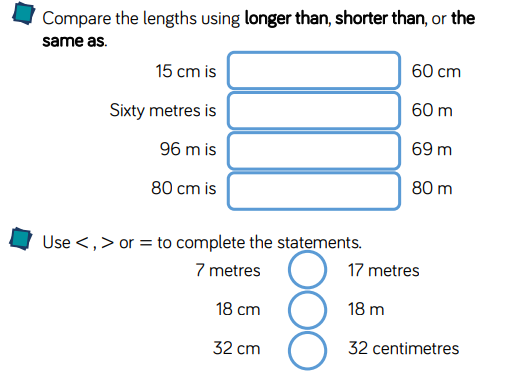 Compare the lengths using longer than, shorter than, or the
same as.
15 cm is 60 cm
Sixty metres is 60 m
96 m is 69 m
80 cm is 80 m
Use < , > or = to complete the statements.
7 metres 17 metres
18 cm 18 m
32 cm 32 centimetres